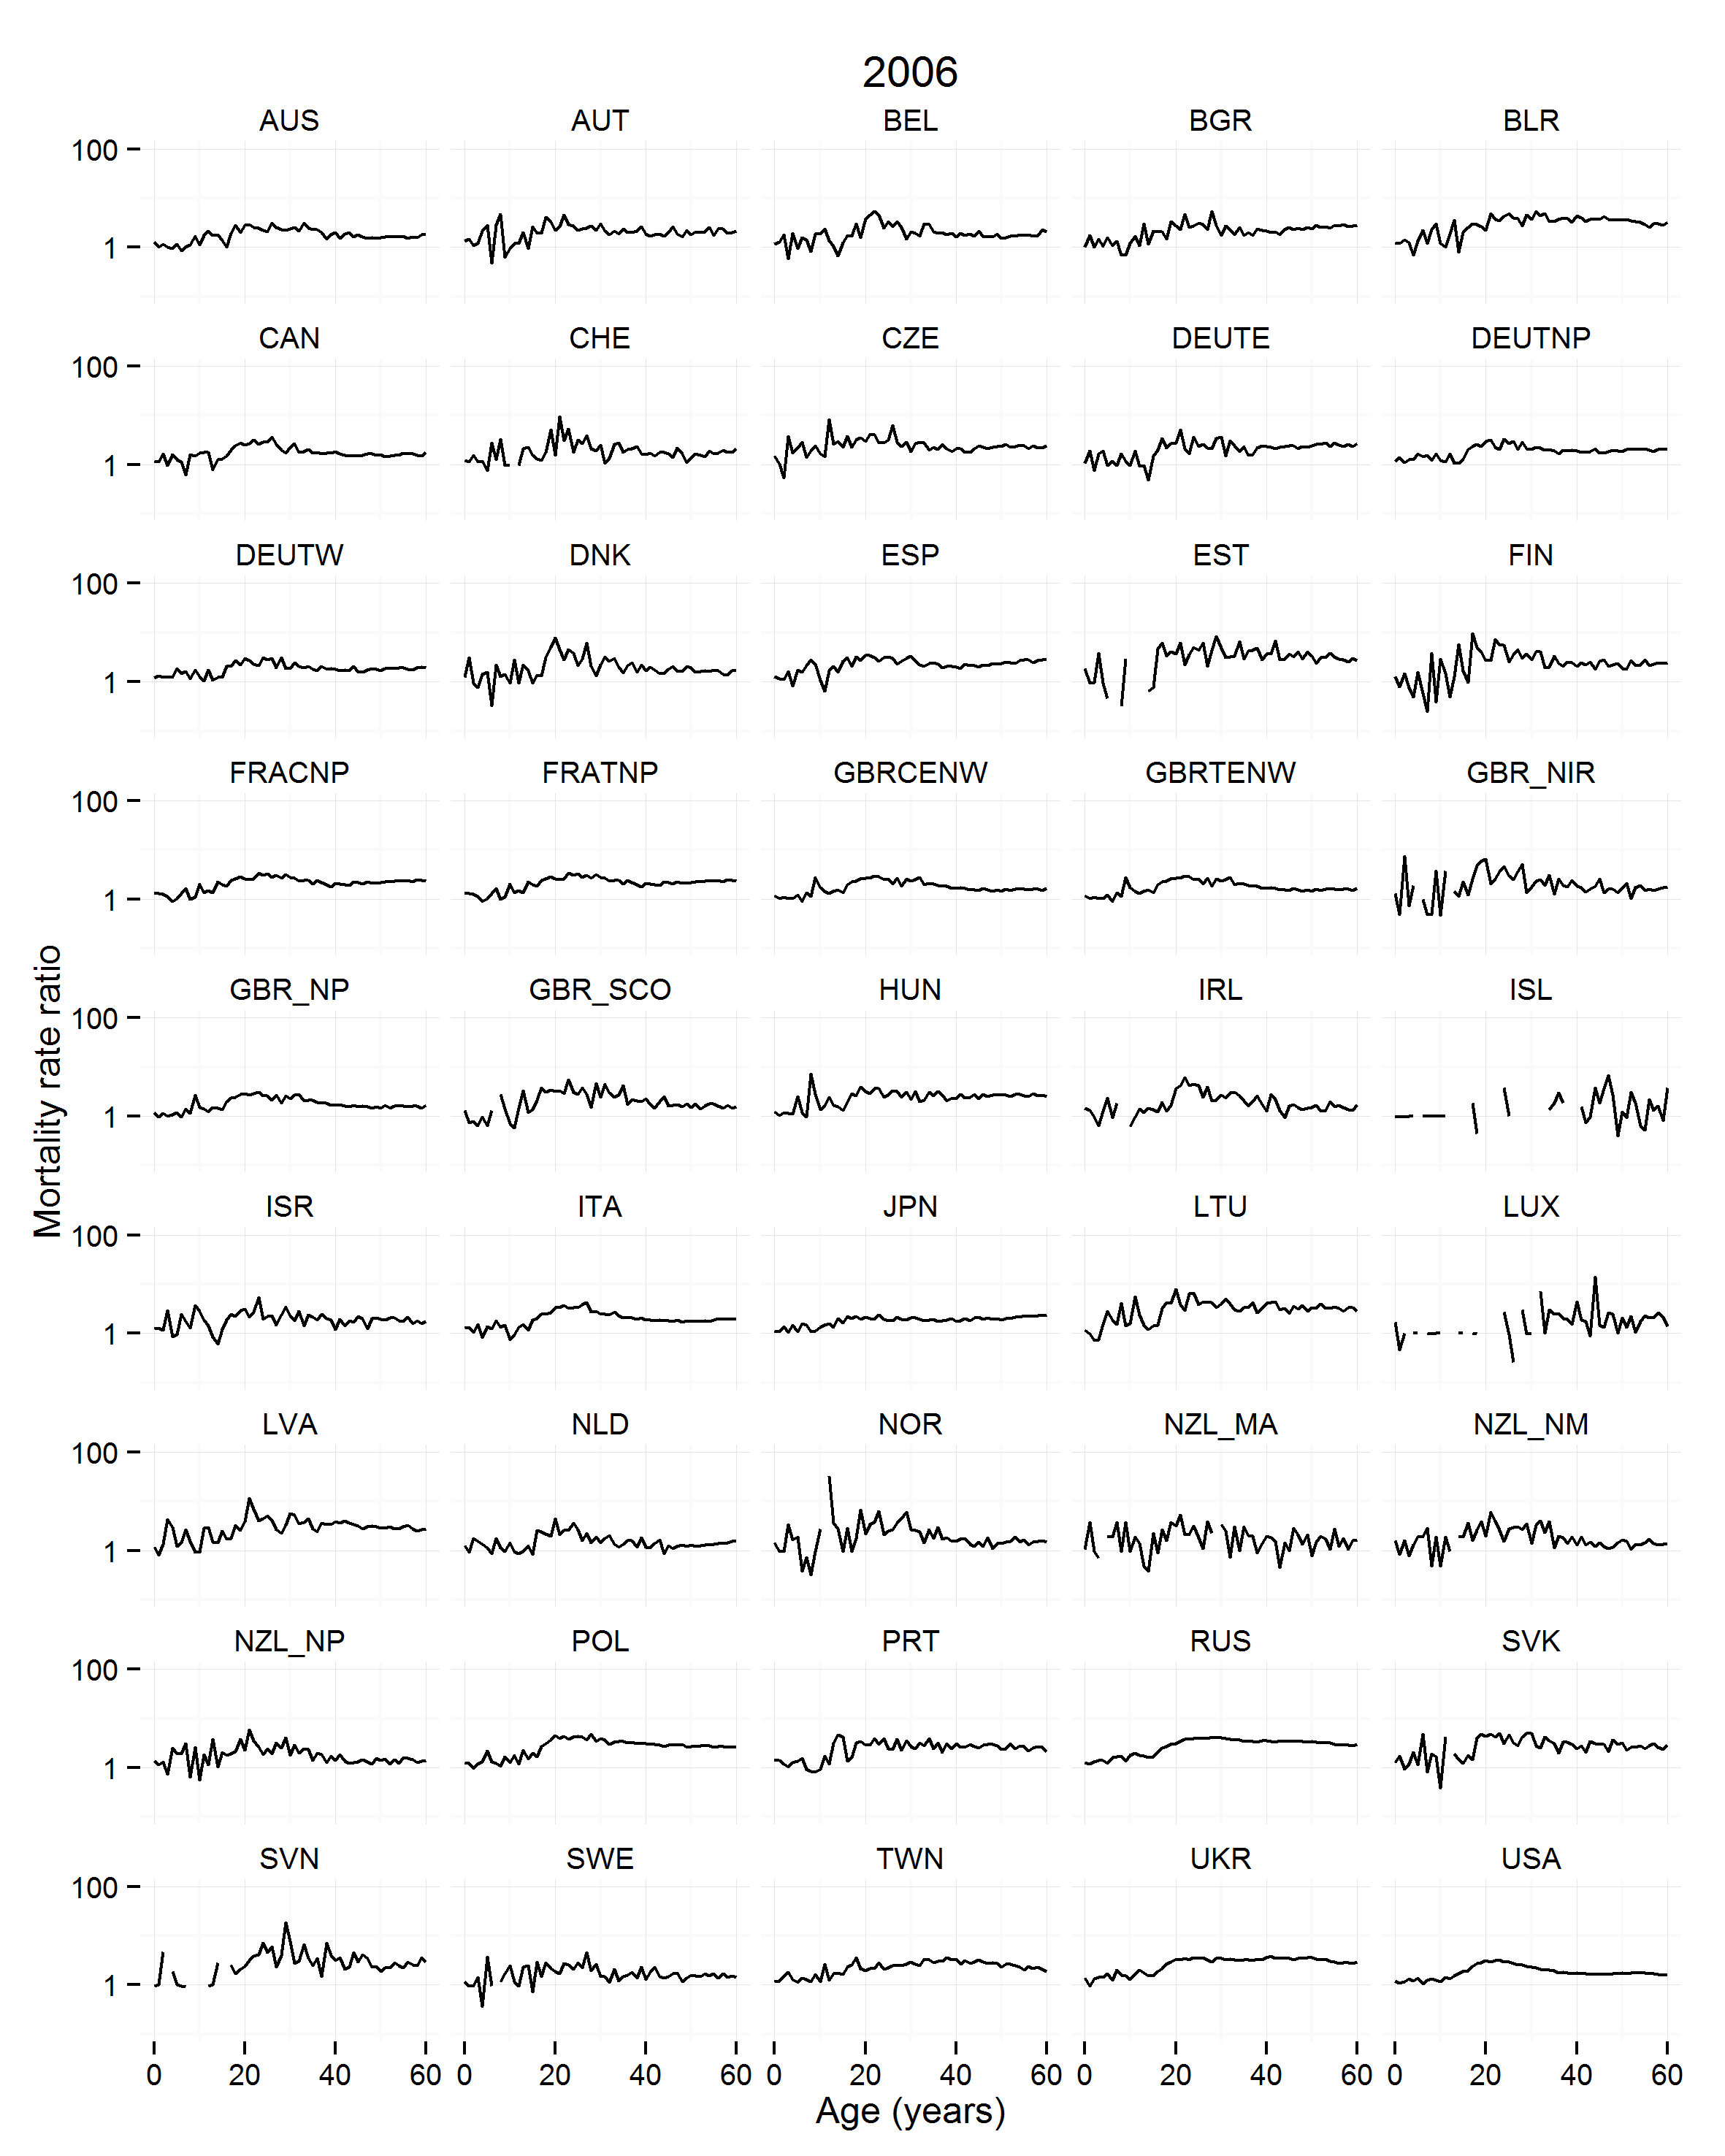 2006
AUS AUT BEL BGR BLR
100
1
CAN CHE CZE DEUTE DEUTNP
100
1
DEUTW DNK ESP EST FIN
100
1
FRACNP FRATNP GBRCENW GBRTENW GBR_NIR
100
1
Mortality rate ratio
GBR_NP GBR_SCO HUN IRL ISL
100
1
ISR ITA JPN LTU LUX
100
1
LVA NLD NOR NZL_MA NZL_NM
100
1
NZL_NP POL PRT RUS SVK
100
1
SVN SWE TWN UKR USA
100
1
0 20 40 60 0 20 40 60 0 20 40 60 0 20 40 60 0 20 40 60
Age (years)